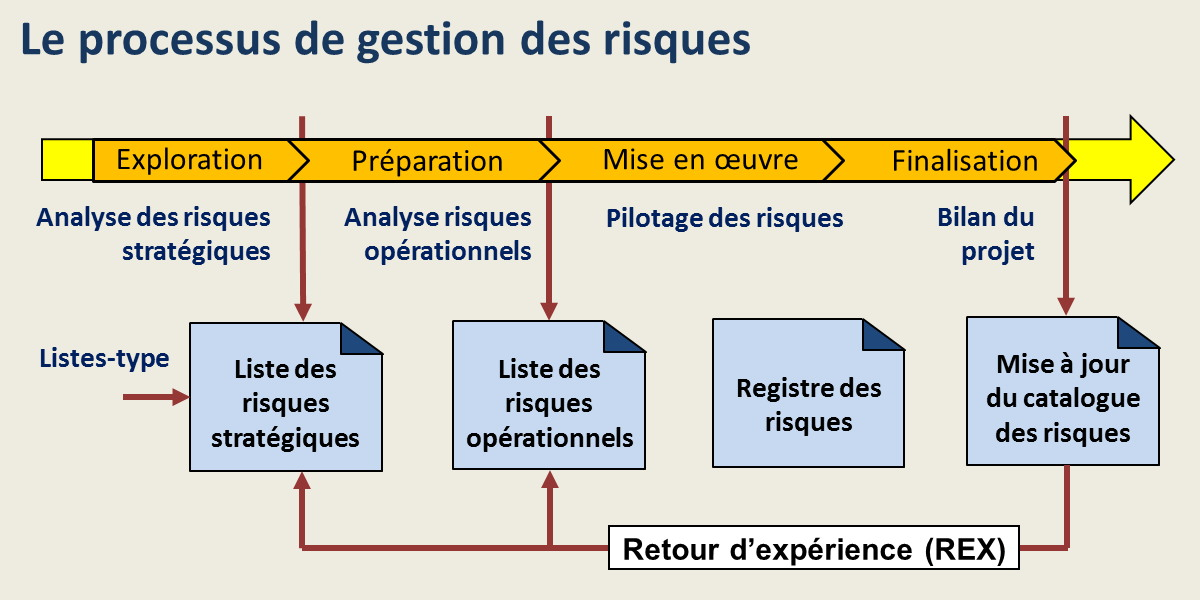 Le processus de gestion des risques
Exploration
Préparation
Mise en œuvre
Finalisation
Analyse des risques
stratégiques
Analyse risques
opérationnels
Pilotage des risques
Bilan du
projet
Listes-type
Liste des
risques
stratégiques
Liste des
risques
opérationnels
Registre des
risques
Mise à jour
du catalogue
des risques
Retour d’expérience (REX)